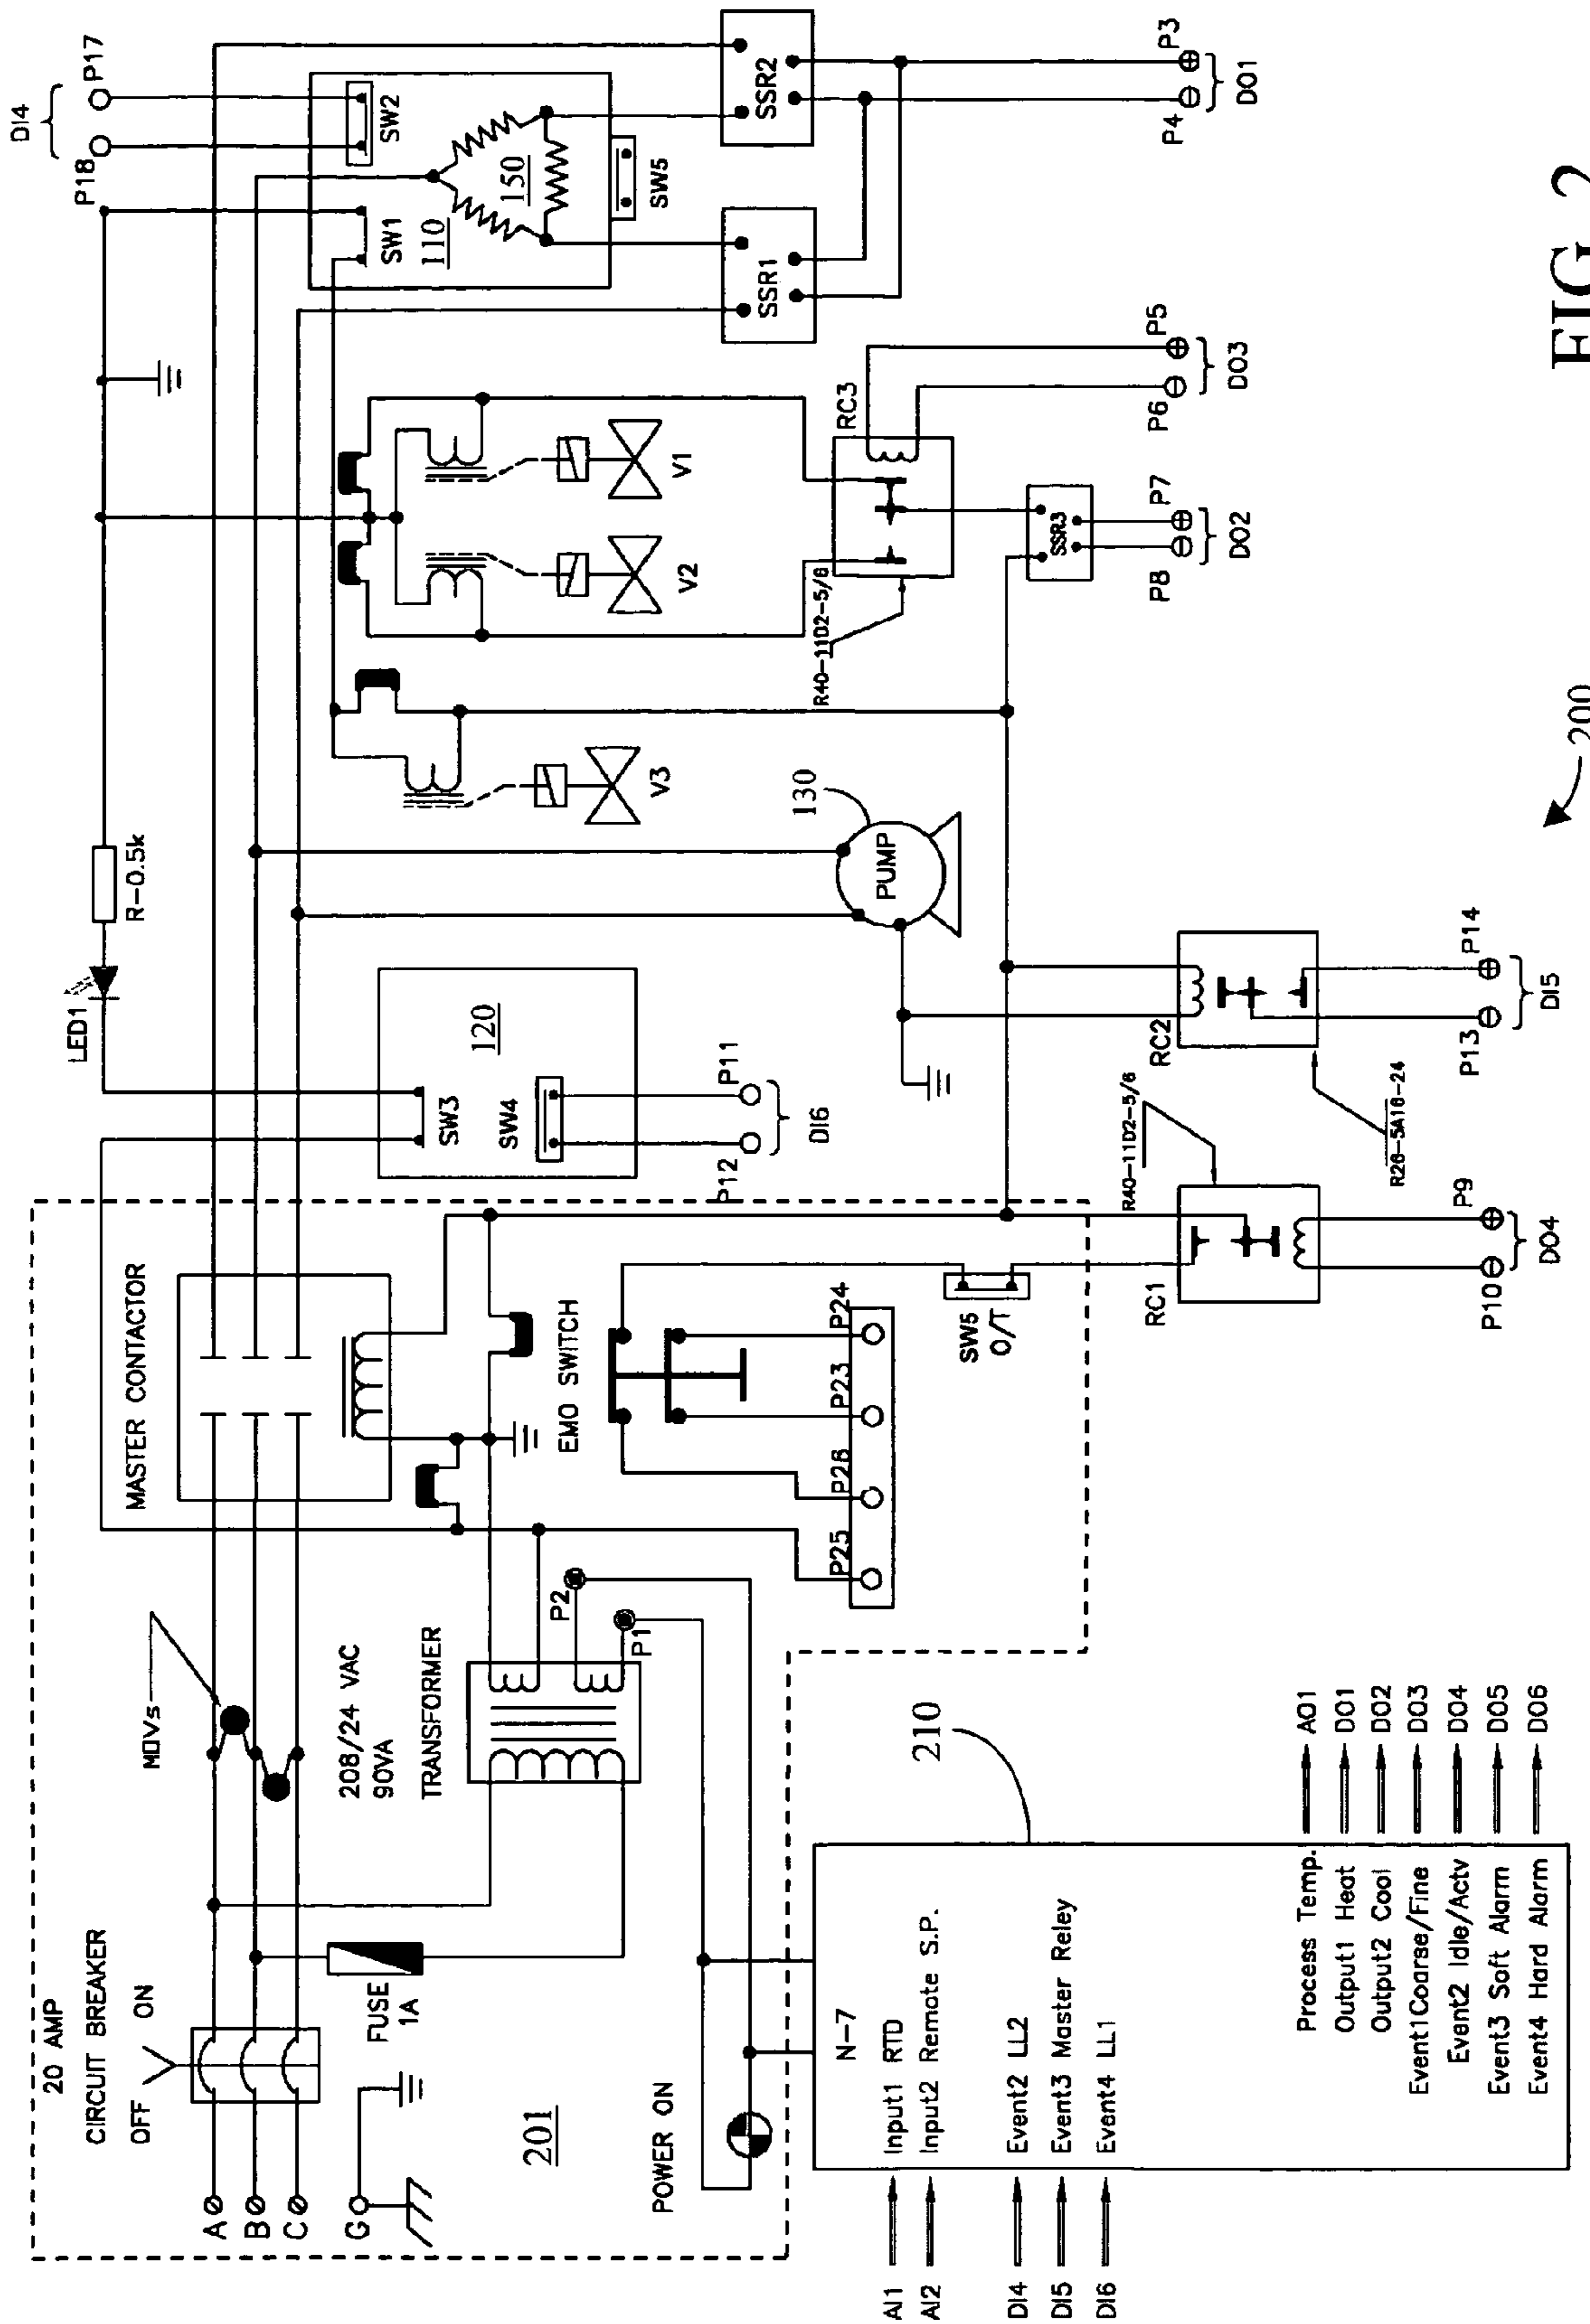 20 AMP
CIRCUIT BREAKER
OFF
ON
A
B
C
G
FUSE
1A
201
POWER ON
MOVs
208/24 VAC
90VA
TRANSFORMER
P2
P1
MASTER CONTACTOR
EMO SWITCH
P25
P26
P23
P24
SW5
O/T
LED1
R-0.5k
SW3
120
SW4
P12
P11
DI6
130
PUMP
V3
V2
V1
DI4
P18
P17
SW1
SW2
110
150
SW5
SSR1
SSR2
P4
P3
DO1
RC3
R40-11D2-5/6
P6
P5
DO3
SSR3
P8
P7
DO2
R40-11D2-5/6
RC1
P10
P9
DO4
RC2
R26-5A16-24
P13
P14
DI5
210
N-7
AI1 Input1 RTD
AI2 Input2 Remote S.P.
DI4 Event2 LL2
DI5 Event3 Master Reley
DI6 Event4 LL1
Process Temp. AO1
Output1 Heat DO1
Output2 Cool DO2
Event1Coarse/Fine DO3
Event2 Idle/Actv DO4
Event3 Soft Alarm DO5
Event4 Hard Alarm DO6
200
FIG. 2